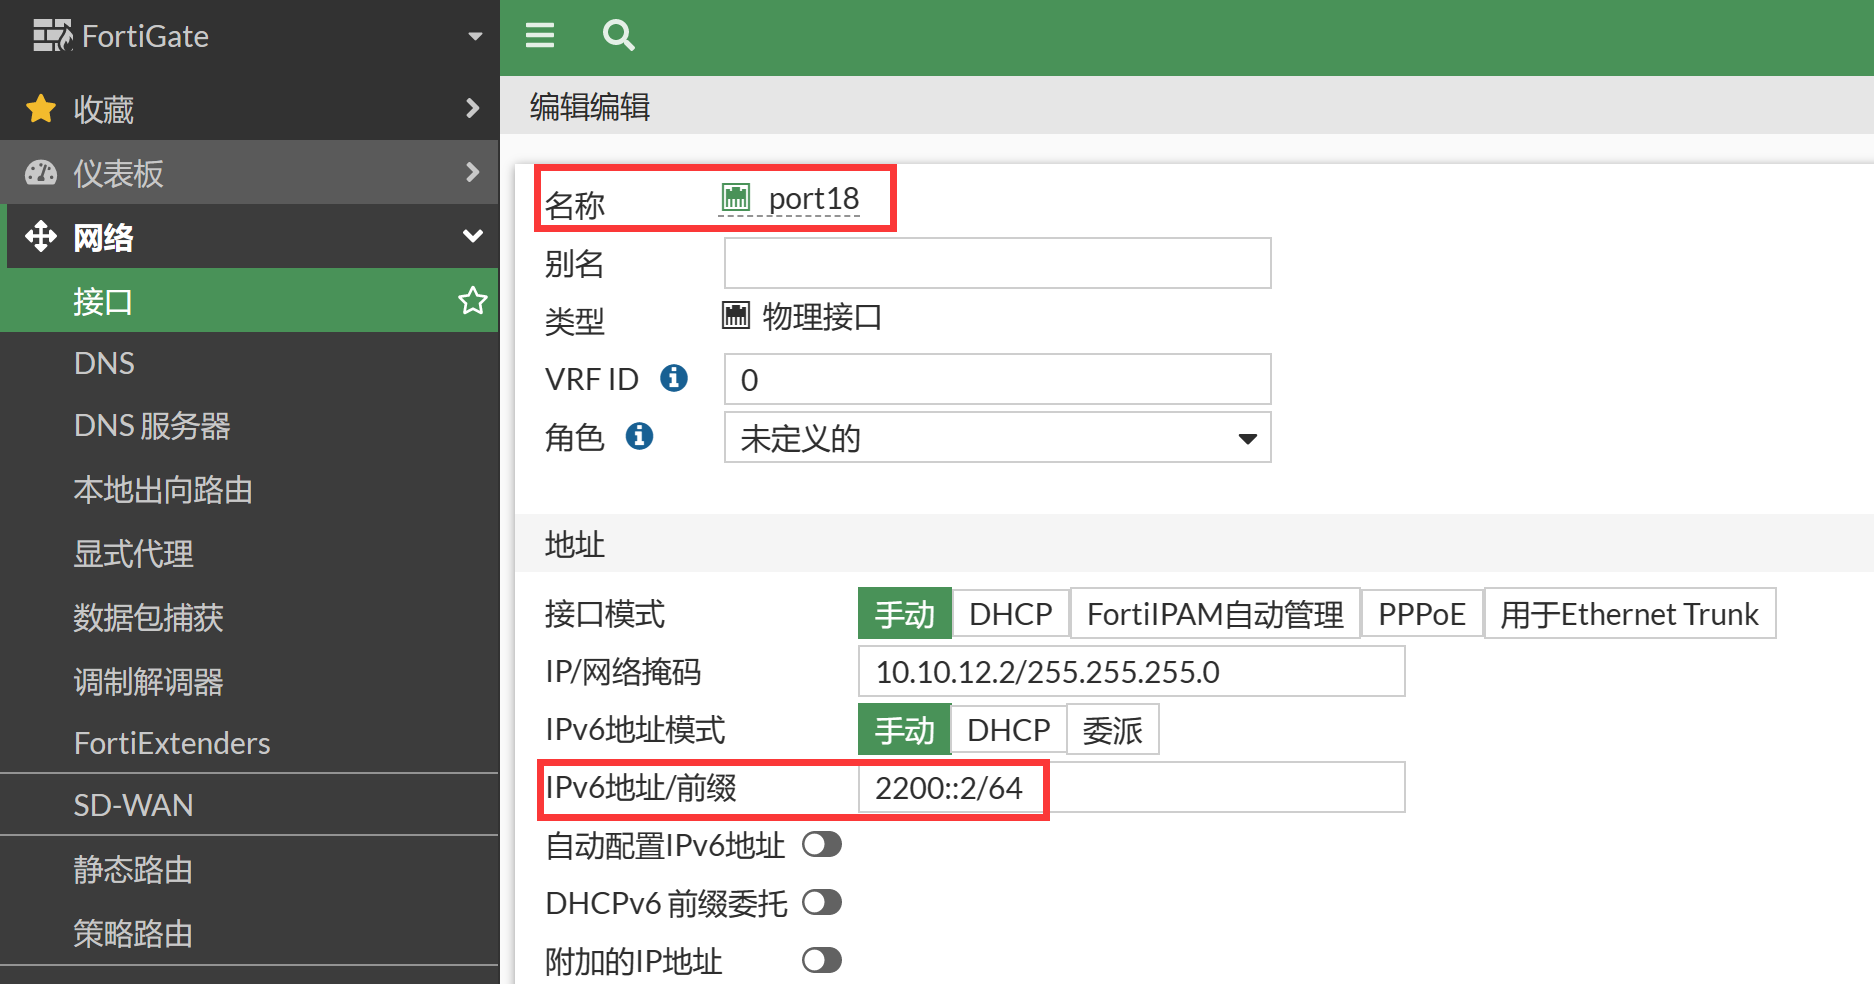 FortiGate
收藏
仪表板
网络
接口
DNS
DNS 服务器
本地出向路由
显式代理
数据包捕获
调制解调器
FortiExtenders
SD-WAN
静态路由
策略路由
编辑编辑
名称 port18
别名
类型 物理接口
VRF ID 0
角色 未定义的
地址
接口模式 手动 DHCP FortiIPAM自动管理 PPPoE 用于Ethernet Trunk
IP/网络掩码 10.10.12.2/255.255.255.0
IPv6地址模式 手动 DHCP 委派
IPv6地址/前缀 2200::2/64
自动配置IPv6地址
DHCPv6 前缀委托
附加的IP地址